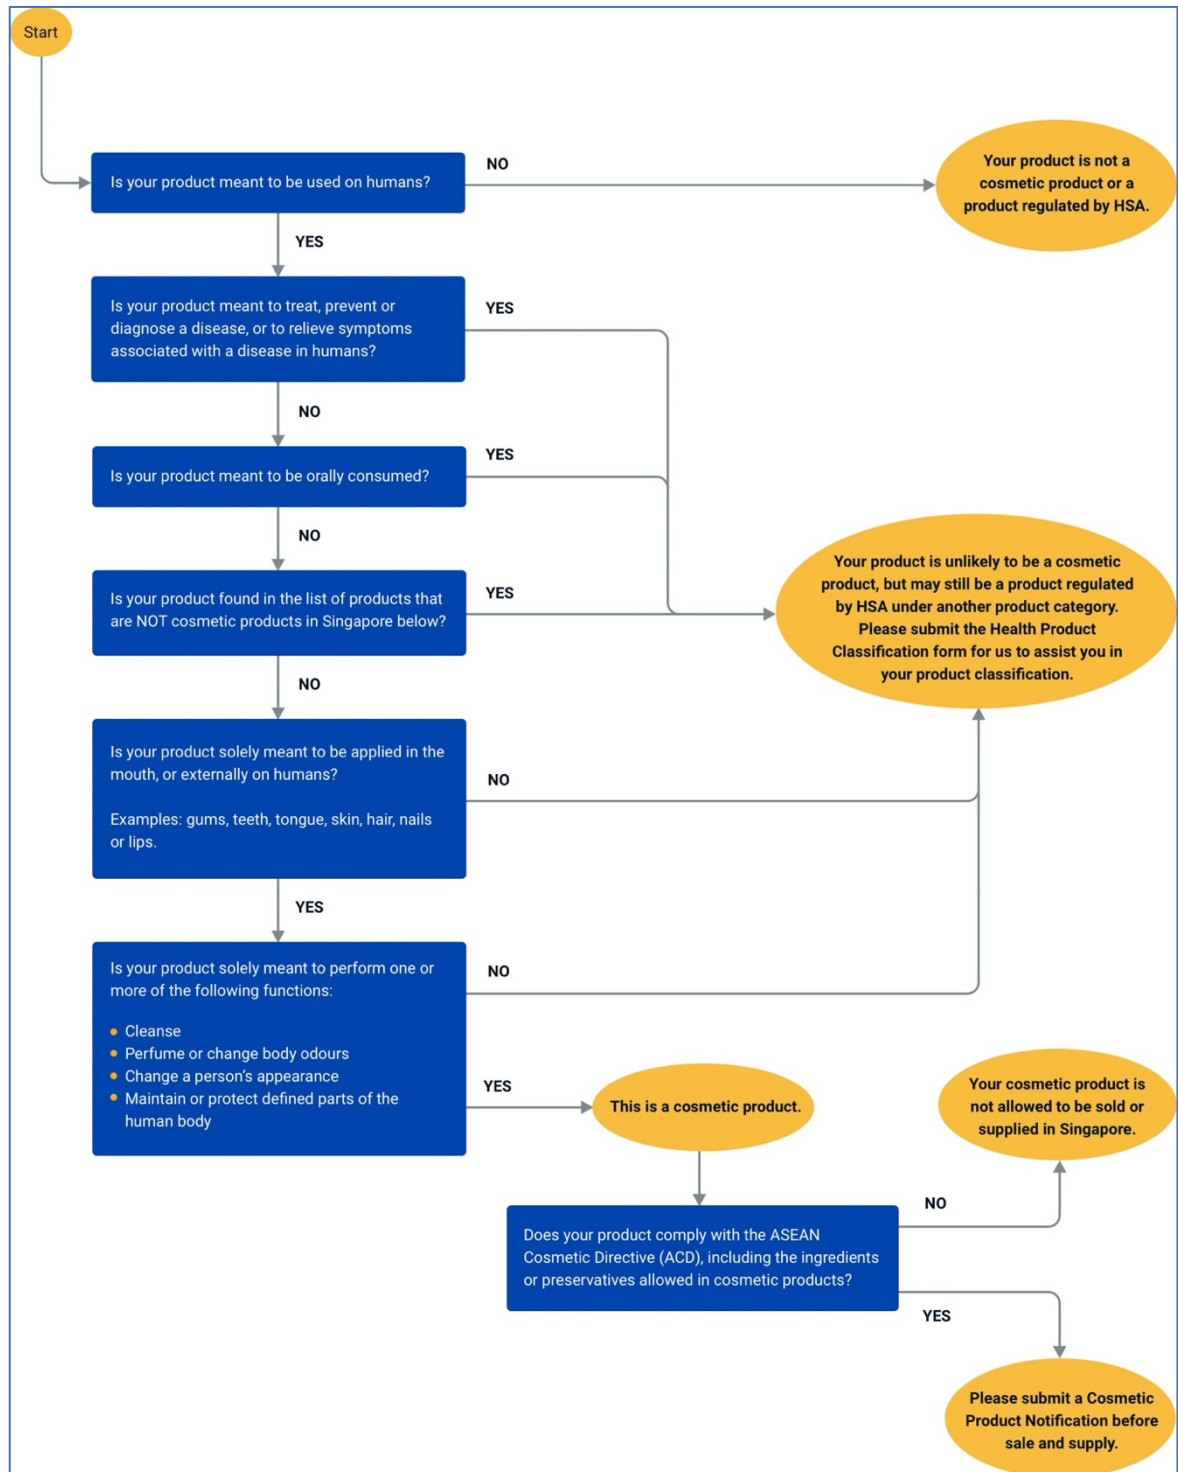 Start
Is your product meant to be used on humans?
NO
Your product is not a
cosmetic product or a
product regulated by HSA.
YES
Is your product meant to treat, prevent or
diagnose a disease, or to relieve symptoms
associated with a disease in humans?
YES
NO
Is your product meant to be orally consumed?
YES
NO
Is your product found in the list of products that
are NOT cosmetic products in Singapore below?
YES
Your product is unlikely to be a cosmetic
product, but may still be a product regulated
by HSA under another product category.
Please submit the Health Product
Classification form for us to assist you in
your product classification.
NO
Is your product solely meant to be applied in the
mouth, or externally on humans?
Examples: gums, teeth, tongue, skin, hair, nails
or lips.
NO
YES
Is your product solely meant to perform one or
more of the following functions:
• Cleanse
• Perfume or change body odours
• Change a person's appearance
• Maintain or protect defined parts of the
human body
NO
YES
This is a cosmetic product.
Your cosmetic product is
not allowed to be sold or
supplied in Singapore.
Does your product comply with the ASEAN
Cosmetic Directive (ACD), including the ingredients
or preservatives allowed in cosmetic products?
NO
YES
Please submit a Cosmetic
Product Notification before
sale and supply.